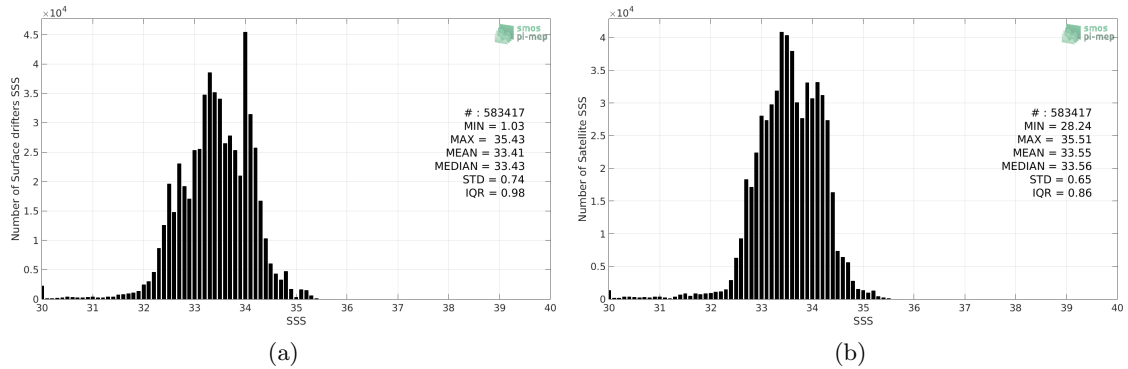 ×10⁴
smos
pi-mep
4.5
4
3.5
3
2.5
2
1.5
1
0.5
0
Number of Surface drifters SSS
# : 583417
MIN = 1.03
MAX = 35.43
MEAN = 33.41
MEDIAN = 33.43
STD = 0.74
IQR = 0.98
30 31 32 33 34 35 36 37 38 39 40
SSS
(a)
×10⁴
smos
pi-mep
4
3.5
3
2.5
2
1.5
1
0.5
0
Number of Satellite SSS
# : 583417
MIN = 28.24
MAX = 35.51
MEAN = 33.55
MEDIAN = 33.56
STD = 0.65
IQR = 0.86
30 31 32 33 34 35 36 37 38 39 40
SSS
(b)